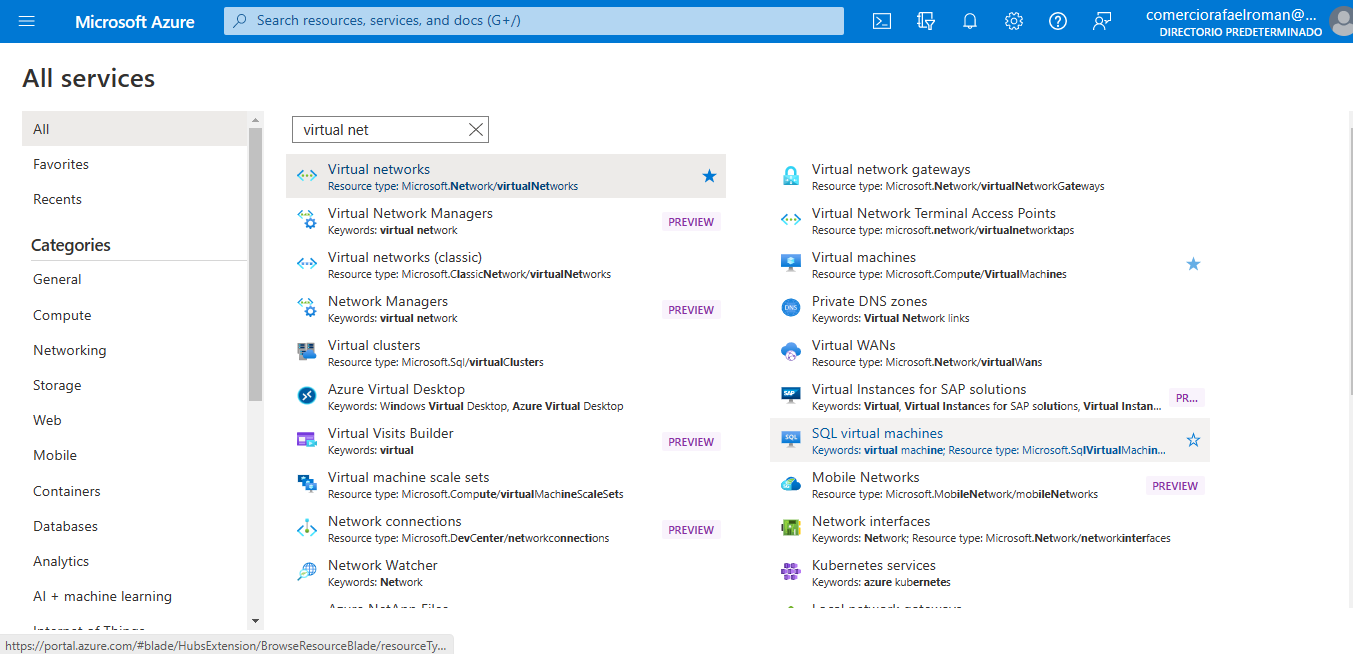 Microsoft Azure
Search resources, services, and docs (G+/)
comerciorafaelroman@...
DIRECTORIO PREDETERMINADO
All services
All
Favorites
Recents
Categories
General
Compute
Networking
Storage
Web
Mobile
Containers
Databases
Analytics
AI + machine learning
Internet of Things
virtual net
Virtual networks
Resource type: Microsoft.Network/virtualNetworks
Virtual Network Managers
Keywords: virtual network
PREVIEW
Virtual networks (classic)
Resource type: Microsoft.ClassicNetwork/virtualNetworks
Network Managers
Keywords: virtual network
PREVIEW
Virtual clusters
Resource type: Microsoft.Sql/virtualClusters
Azure Virtual Desktop
Keywords: Windows Virtual Desktop, Azure Virtual Desktop
Virtual Visits Builder
Keywords: virtual
PREVIEW
Virtual machine scale sets
Resource type: Microsoft.Compute/virtualMachineScaleSets
Network connections
Resource type: Microsoft.DevCenter/networkconnections
PREVIEW
Network Watcher
Keywords: Network
Azure NetApp Files
Virtual network gateways
Resource type: Microsoft.Network/virtualNetworkGateways
Virtual Network Terminal Access Points
Resource type: microsoft.network/virtualnetworktaps
Virtual machines
Resource type: Microsoft.Compute/VirtualMachines
Private DNS zones
Keywords: Virtual Network links
Virtual WANs
Resource type: Microsoft.Network/virtualWans
Virtual Instances for SAP solutions
Keywords: Virtual, Virtual Instances for SAP solutions, Virtual Instan...
PR...
SQL virtual machines
Keywords: virtual machine; Resource type: Microsoft.SqlVirtualMachin...
Mobile Networks
Resource type: Microsoft.MobileNetwork/mobileNetworks
PREVIEW
Network interfaces
Keywords: Network; Resource type: Microsoft.Network/networkinterfaces
Kubernetes services
Keywords: azure kubernetes
Local network gateways
https://portal.azure.com/#blade/HubsExtension/BrowseResourceBlade/resourceTy...